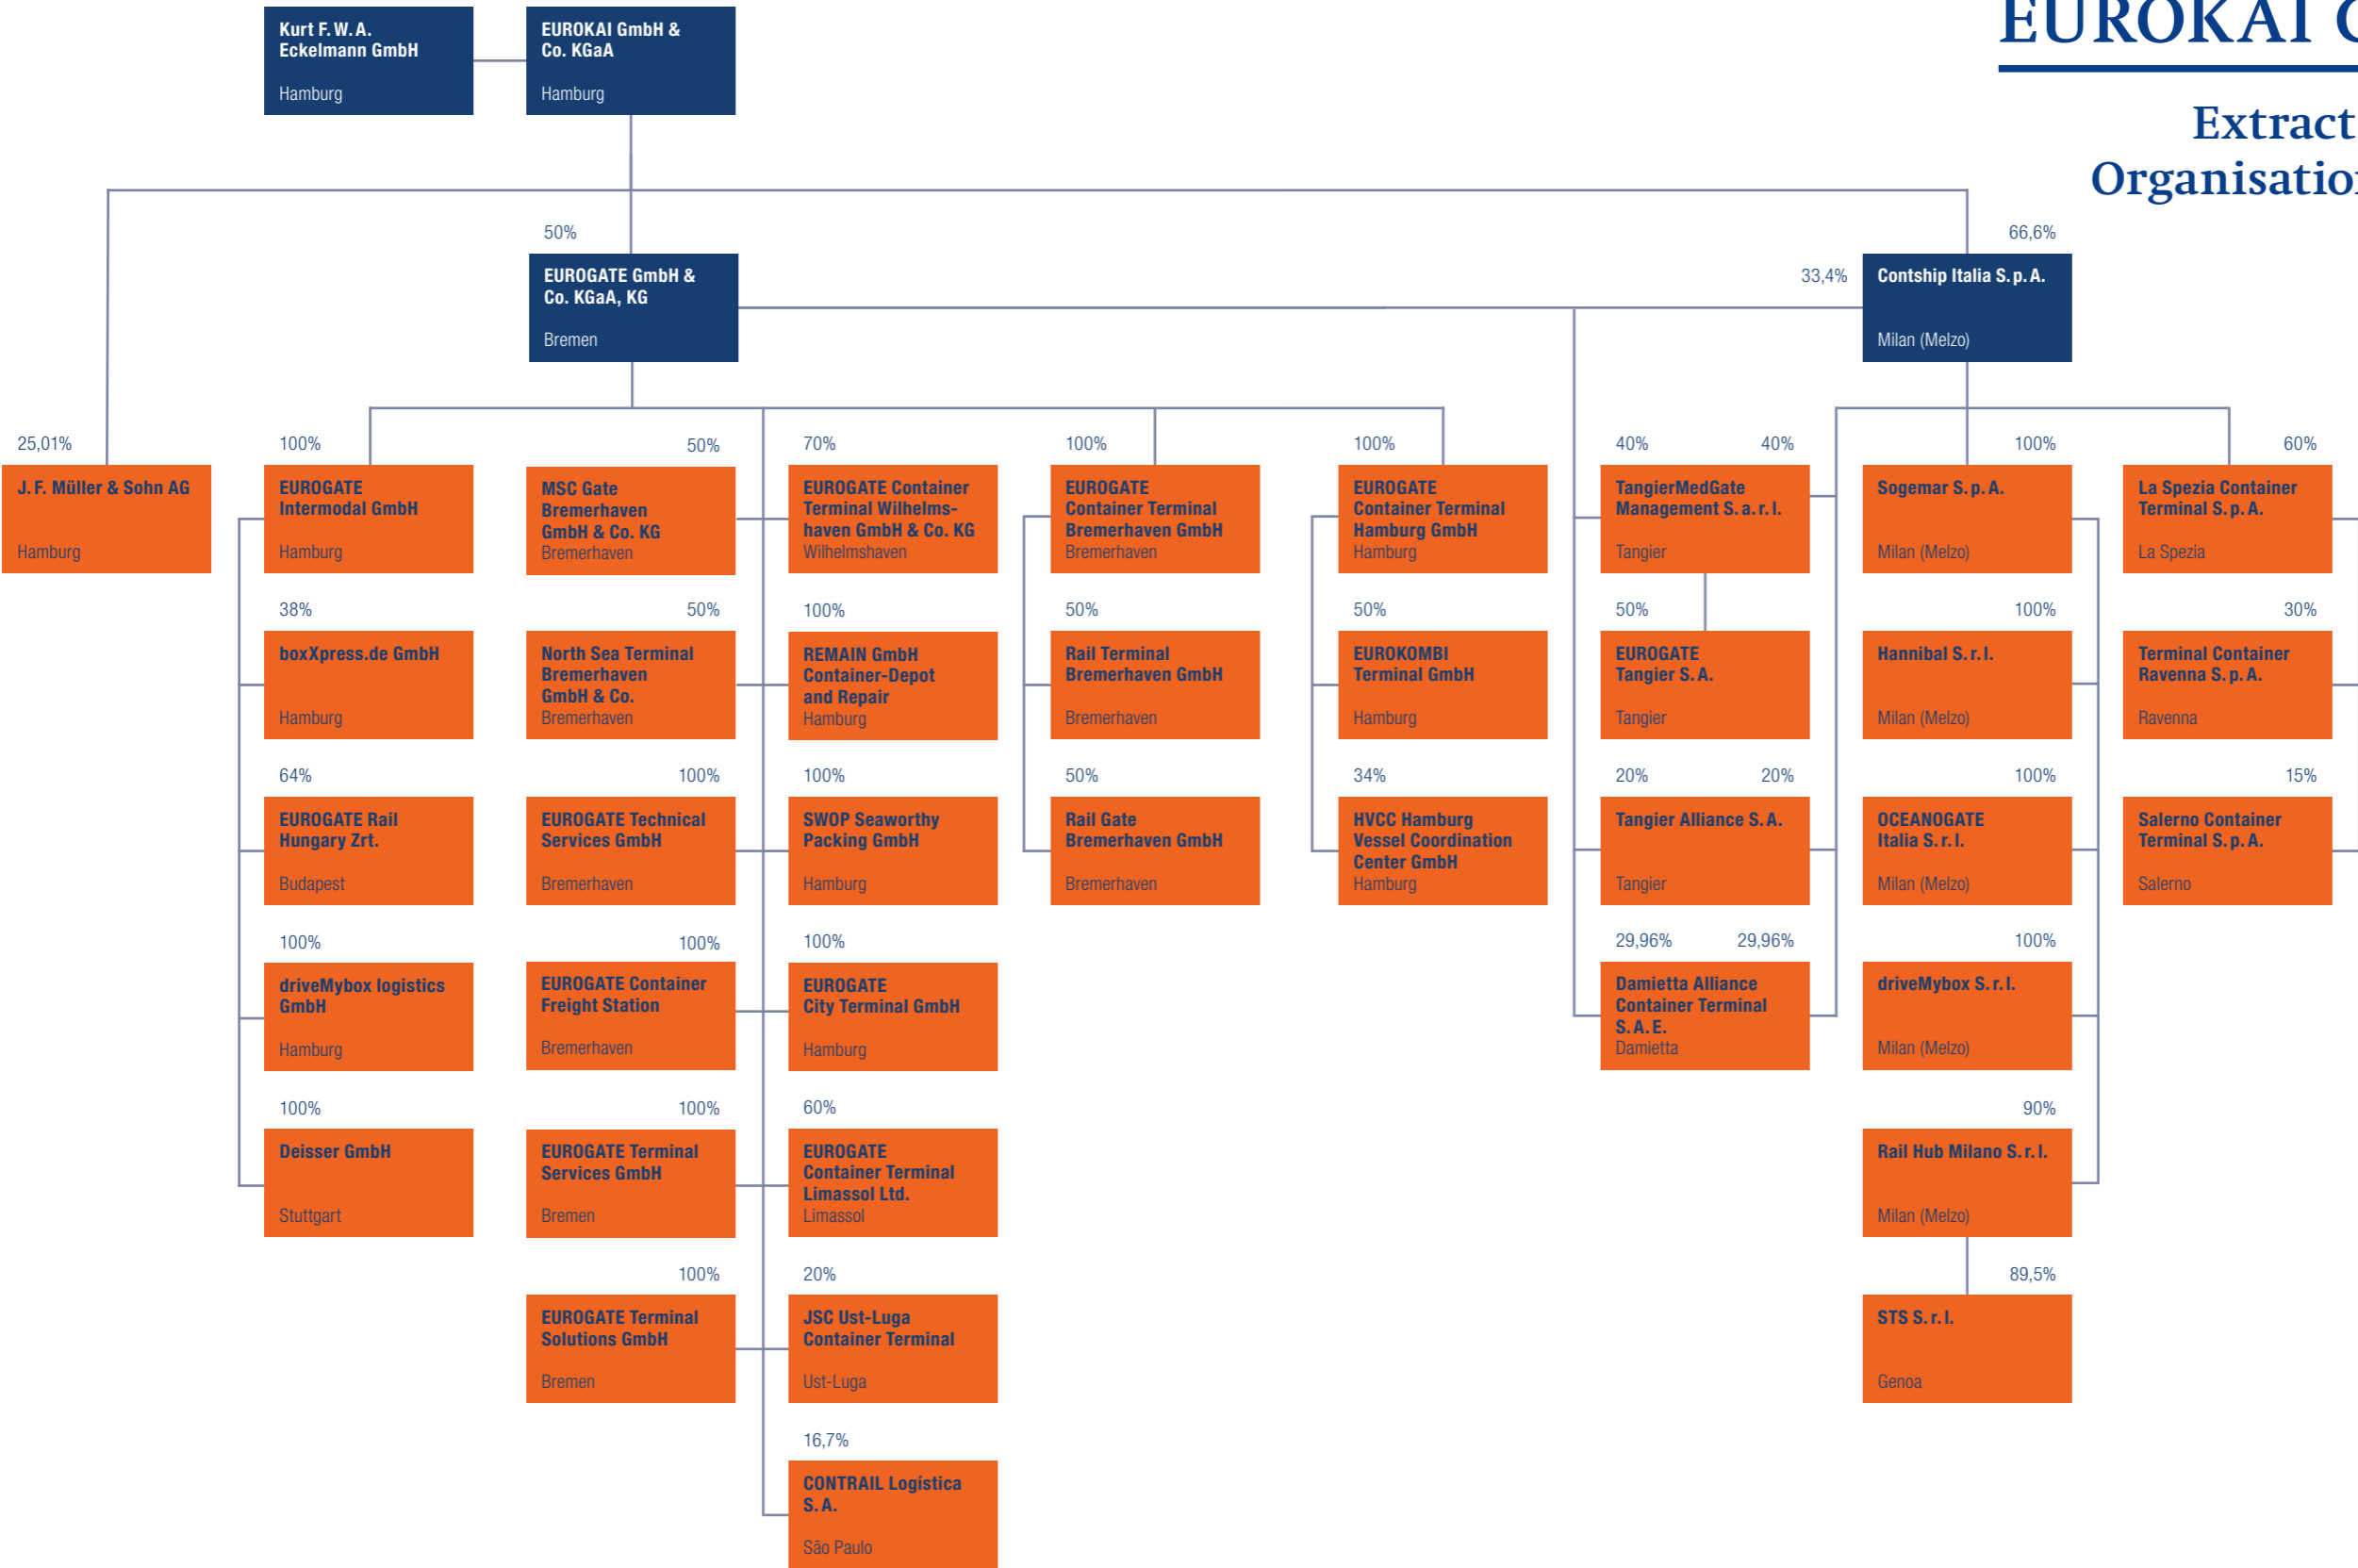 EUROKAI
Extract
Kurt F. W. A.
Eckelmann GmbH
Hamburg
EUROKAI GmbH &
Co. KGaA
Hamburg
50%
EUROGATE GmbH &
Co. KGaA, KG
Bremen
66,6%
33,4%
Contship Italia S. p. A.
Milan (Melzo)
25,01%
J. F. Müller & Sohn AG
Hamburg
100%
EUROGATE
Intermodal GmbH
Hamburg
38%
boxXpress.de GmbH
Hamburg
64%
EUROGATE Rail
Hungary Zrt.
Budapest
100%
driveMybox logistics
GmbH
Hamburg
100%
Deisser GmbH
Stuttgart
50%
MSC Gate
Bremerhaven
GmbH & Co. KG
Bremerhaven
50%
North Sea Terminal
Bremerhaven
GmbH & Co.
Bremerhaven
100%
EUROGATE Technical
Services GmbH
Bremerhaven
100%
EUROGATE Container
Freight Station
Bremerhaven
100%
EUROGATE Terminal
Services GmbH
Bremen
100%
EUROGATE Terminal
Solutions GmbH
Bremen
70%
EUROGATE Container
Terminal Wilhelms-
haven GmbH & Co. KG
Wilhelmshaven
100%
REMAIN GmbH
Container-Depot
and Repair
Hamburg
100%
SWOP Seaworthy
Packing GmbH
Hamburg
100%
EUROGATE
City Terminal GmbH
Hamburg
60%
EUROGATE
Container Terminal
Limassol Ltd.
Limassol
20%
JSC Ust-Luga
Container Terminal
Ust-Luga
16,7%
CONTRAIL Logística
S. A.
São Paulo
100%
EUROGATE
Container Terminal
Bremerhaven GmbH
Bremerhaven
50%
Rail Terminal
Bremerhaven GmbH
Bremerhaven
50%
Rail Gate
Bremerhaven GmbH
Bremerhaven
100%
EUROGATE
Container Terminal
Hamburg GmbH
Hamburg
50%
EUROKOMBI
Terminal GmbH
Hamburg
34%
HVCC Hamburg
Vessel Coordination
Center GmbH
Hamburg
40% 40%
TangierMedGate
Management S. a. r. l.
Tangier
50%
EUROGATE
Tangier S. A.
Tangier
20% 20%
Tangier Alliance S. A.
Tangier
29,96% 29,96%
Damietta Alliance
Container Terminal
S. A. E.
Damietta
100%
Sogemar S. p. A.
Milan (Melzo)
100%
Hannibal S. r. l.
Milan (Melzo)
100%
OCEANOGATE
Italia S. r. l.
Milan (Melzo)
100%
driveMybox S. r. l.
Milan (Melzo)
90%
Rail Hub Milano S. r. l.
Milan (Melzo)
89,5%
STS S. r. l.
Genoa
60%
La Spezia Container
Terminal S. p. A.
La Spezia
30%
Terminal Container
Ravenna S. p. A.
Ravenna
15%
Salerno Container
Terminal S. p. A.
Salerno